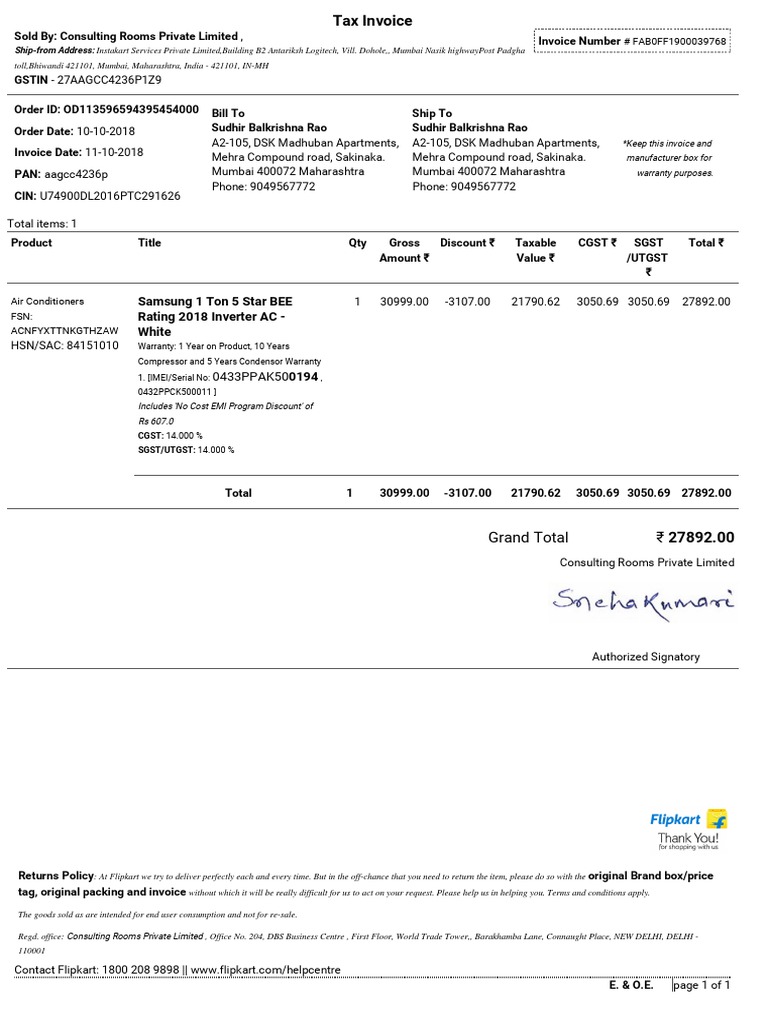 Tax Invoice
Sold By: Consulting Rooms Private Limited ,
Invoice Number # FAB0FF1900039768
Ship-from Address: Instakart Services Private Limited,Building B2 Antariksh Logitech, Vill. Dohole,, Mumbai Nasik highwayPost Padgha
toll,Bhiwandi 421101, Mumbai, Maharashtra, India - 421101, IN-MH
GSTIN - 27AAGCC4236P1Z9
Order ID: OD113596594395454000
Order Date: 10-10-2018
Invoice Date: 11-10-2018
PAN: aagcc4236p
CIN: U74900DL2016PTC291626
Bill To
Sudhir Balkrishna Rao
A2-105, DSK Madhuban Apartments,
Mehra Compound road, Sakinaka.
Mumbai 400072 Maharashtra
Phone: 9049567772
Ship To
Sudhir Balkrishna Rao
A2-105, DSK Madhuban Apartments,
Mehra Compound road, Sakinaka.
Mumbai 400072 Maharashtra
Phone: 9049567772
*Keep this invoice and
manufacturer box for
warranty purposes.
Total items: 1
Product Title Qty Gross Amount ₹ Discount ₹ Taxable Value ₹ CGST ₹ SGST /UTGST ₹ Total ₹
Air Conditioners
FSN:
ACNFYXTTNKGTHZAW
HSN/SAC: 84151010
Samsung 1 Ton 5 Star BEE
Rating 2018 Inverter AC -
White
Warranty: 1 Year on Product, 10 Years
Compressor and 5 Years Condensor Warranty
1. [IMEI/Serial No: 0433PPAK500194 ,
0432PPCK500011 ]
Includes 'No Cost EMI Program Discount' of
Rs 607.0
CGST: 14.000 %
SGST/UTGST: 14.000 %
1 30999.00 -3107.00 21790.62 3050.69 3050.69 27892.00
Total 1 30999.00 -3107.00 21790.62 3050.69 3050.69 27892.00
Grand Total ₹ 27892.00
Consulting Rooms Private Limited
Sneha Kumari
Authorized Signatory
Flipkart
Thank You!
for shopping with us
Returns Policy: At Flipkart we try to deliver perfectly each and every time. But in the off-chance that you need to return the item, please do so with the original Brand box/price
tag, original packing and invoice without which it will be really difficult for us to act on your request. Please help us in helping you. Terms and conditions apply.
The goods sold as are intended for end user consumption and not for re-sale.
Regd. office: Consulting Rooms Private Limited , Office No. 204, DBS Business Centre , First Floor, World Trade Tower,, Barakhamba Lane, Connaught Place, NEW DELHI, DELHI -
110001
Contact Flipkart: 1800 208 9898 || www.flipkart.com/helpcentre
E. & O.E. page 1 of 1